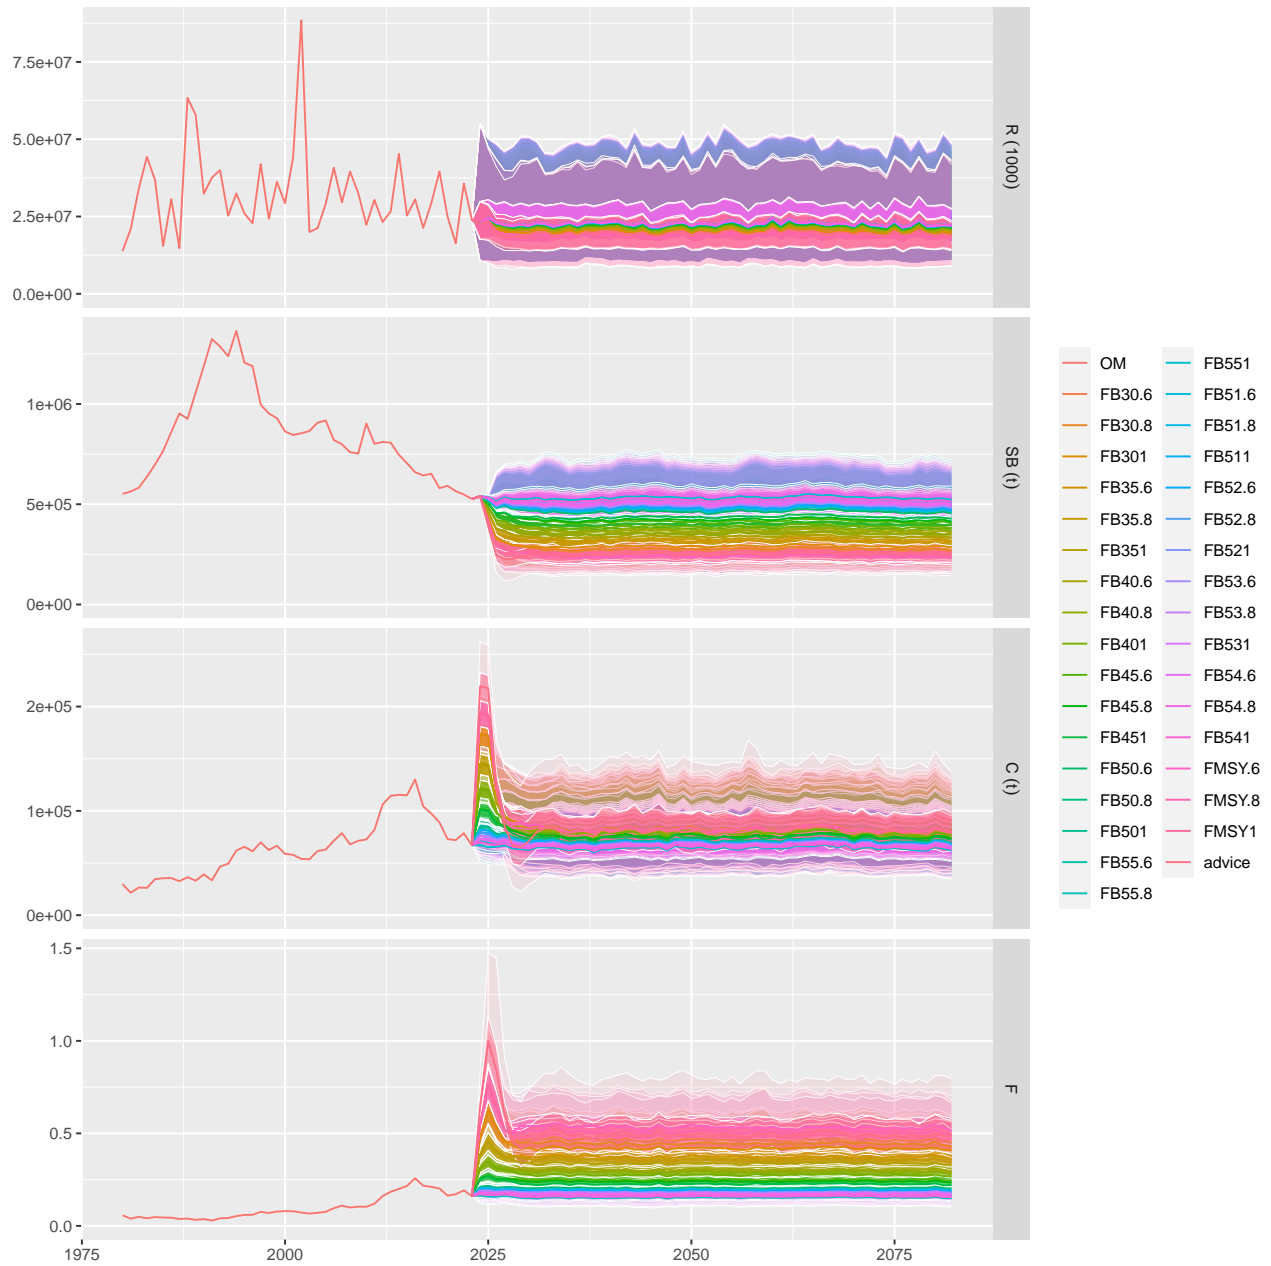 7.5e+07
5.0e+07
2.5e+07
0.0e+00
R (1000)
1e+06
5e+05
0e+00
SB (t)
2e+05
1e+05
0e+00
C (t)
1.5
1.0
0.5
0.0
F
1975 2000 2025 2050 2075
OM FB551
FB30.6 FB51.6
FB30.8 FB51.8
FB301 FB511
FB35.6 FB52.6
FB35.8 FB52.8
FB351 FB521
FB40.6 FB53.6
FB40.8 FB53.8
FB401 FB531
FB45.6 FB54.6
FB45.8 FB54.8
FB451 FB541
FB50.6 FMSY.6
FB50.8 FMSY.8
FB501 FMSY1
FB55.6 advice
FB55.8